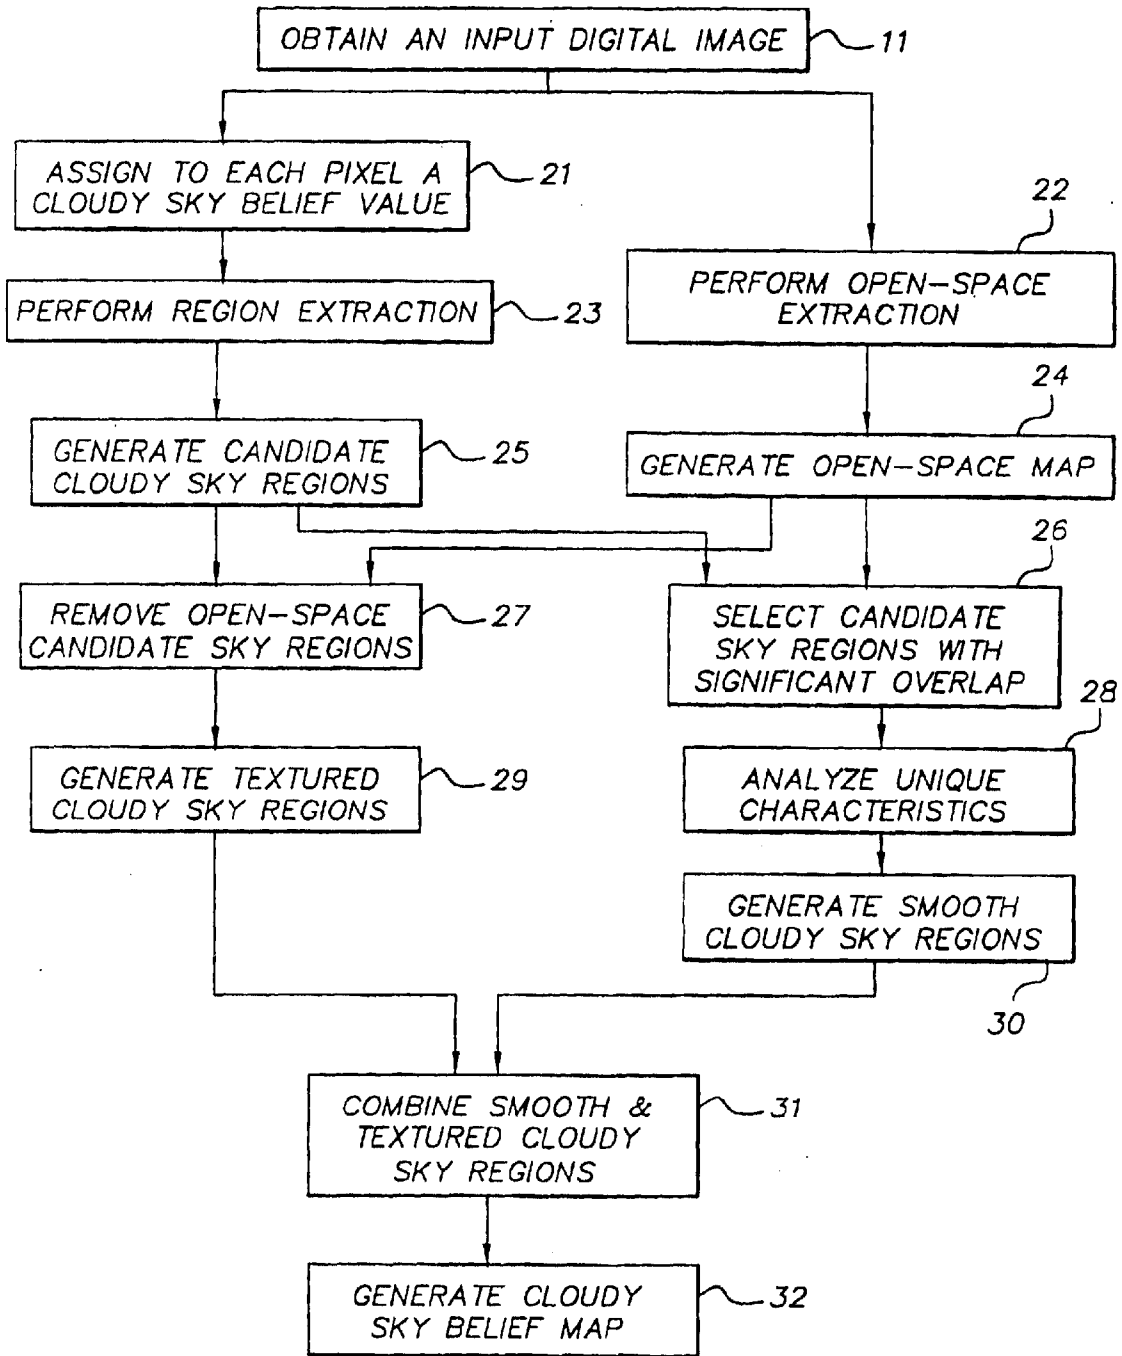 OBTAIN AN INPUT DIGITAL IMAGE
11
ASSIGN TO EACH PIXEL A
CLOUDY SKY BELIEF VALUE
21
22
PERFORM OPEN-SPACE
EXTRACTION
PERFORM REGION EXTRACTION
23
24
GENERATE CANDIDATE
CLOUDY SKY REGIONS
25
GENERATE OPEN-SPACE MAP
26
REMOVE OPEN-SPACE
CANDIDATE SKY REGIONS
27
SELECT CANDIDATE
SKY REGIONS WITH
SIGNIFICANT OVERLAP
28
GENERATE TEXTURED
CLOUDY SKY REGIONS
29
ANALYZE UNIQUE
CHARACTERISTICS
GENERATE SMOOTH
CLOUDY SKY REGIONS
30
COMBINE SMOOTH &
TEXTURED CLOUDY
SKY REGIONS
31
GENERATE CLOUDY
SKY BELIEF MAP
32